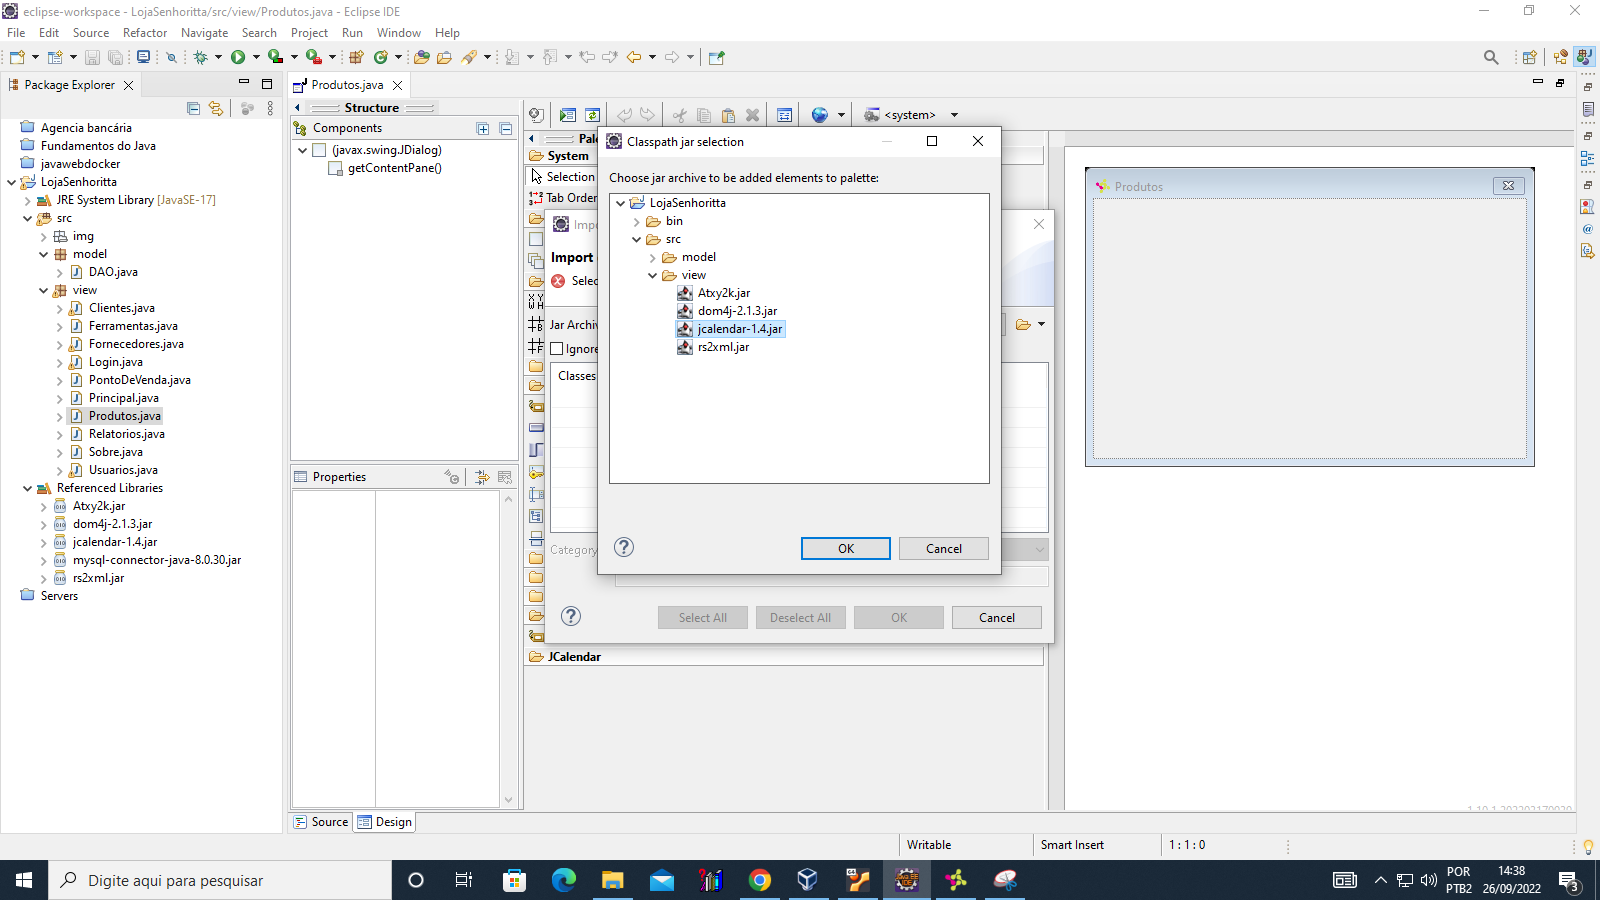 eclipse-workspace - LojaSenhoritta/src/view/Produtos.java - Eclipse IDE
File Edit Source Refactor Navigate Search Project Run Window Help
Package Explorer
Agencia bancária
Fundamentos do Java
javawebdocker
LojaSenhoritta
JRE System Library [JavaSE-17]
src
img
model
DAO.java
view
Clientes.java
Ferramentas.java
Fornecedores.java
Login.java
PontoDeVenda.java
Principal.java
Produtos.java
Relatorios.java
Sobre.java
Usuarios.java
Referenced Libraries
Atxy2k.jar
dom4j-2.1.3.jar
jcalendar-1.4.jar
mysql-connector-java-8.0.30.jar
rs2xml.jar
Servers
Produtos.java
Structure
Components
(javax.swing.JDialog)
getContentPane()
Properties
Source Design
<system>
Pale
System
Selection
Tab Order
JCalendar
Impo
Import
Selec
Jar Archiv
Ignore
Classes
Category
Select All Deselect All OK Cancel
Classpath jar selection
Choose jar archive to be added elements to palette:
LojaSenhoritta
bin
src
model
view
Atxy2k.jar
dom4j-2.1.3.jar
jcalendar-1.4.jar
rs2xml.jar
OK Cancel
Produtos
Writable Smart Insert 1 : 1 : 0
Digite aqui para pesquisar
POR
PTB2
14:38
26/09/2022
3